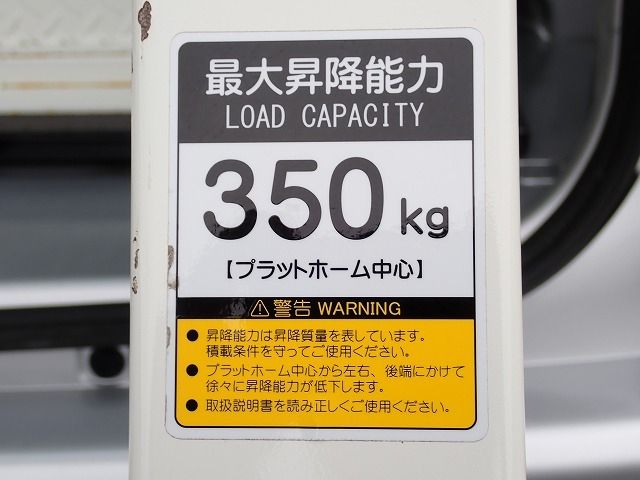 最大昇降能力
LOAD CAPACITY
350 kg
【プラットホーム中心】
⚠警告 WARNING
● 昇降能力は昇降質量を表しています。
積載条件を守ってご使用ください。
● プラットホーム中心から左右、後端にかけて
徐々に昇降能力が低下します。
● 取扱説明書を読み正しくご使用ください。